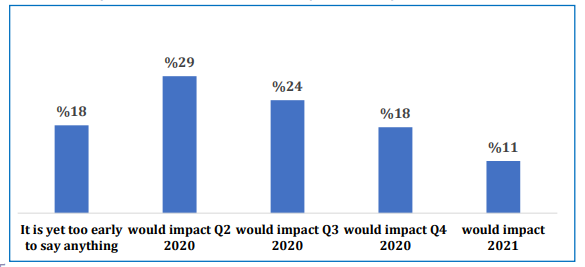 %29
%24
%18
%18
%11
It is yet too early would impact Q2 would impact Q3 would impact Q4 would impact
to say anything 2020 2020 2020 2021